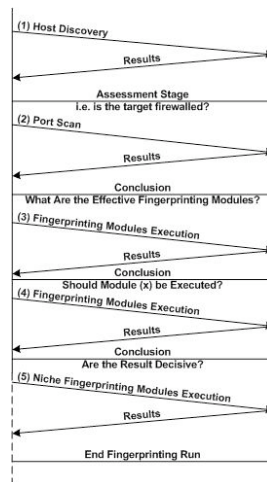 (1) Host Discovery
Results
Assessment Stage
i.e. is the target firewalled?
(2) Port Scan
Results
Conclusion
What Are the Effective Fingerprinting Modules?
(3) Fingerprinting Modules Execution
Results
Conclusion
Should Module (x) be Executed?
(4) Fingerprinting Modules Execution
Results
Conclusion
Are the Result Decisive?
(5) Niche Fingerprinting Modules Execution
Results
End Fingerprinting Run